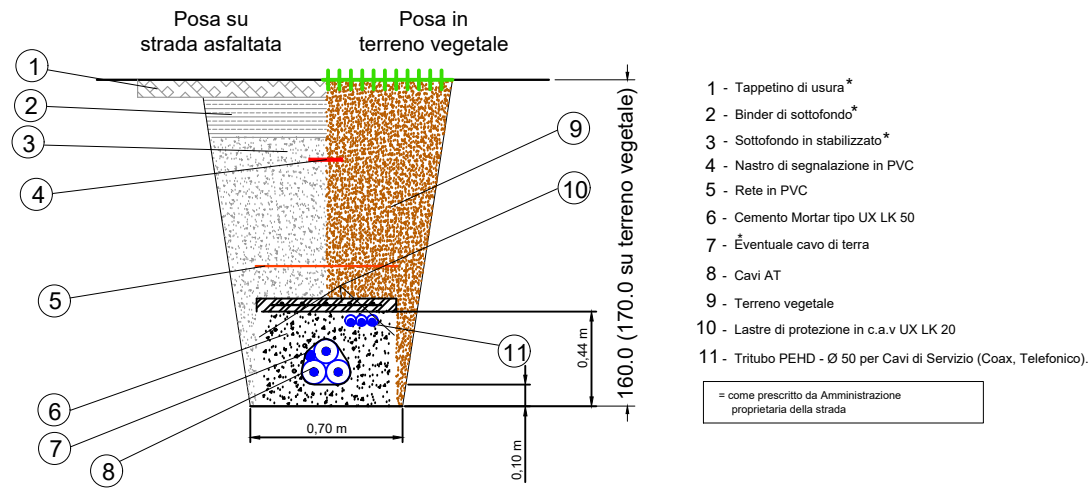 Posa su
strada asfaltata
Posa in
terreno vegetale
1
2
3
4
5
6
7
8
9
10
11
160.0 (170.0 su terreno vegetale)
0,44 m
0,70 m
0,10 m
1 - Tappetino di usura*
2 - Binder di sottofondo*
3 - Sottofondo in stabilizzato*
4 - Nastro di segnalazione in PVC
5 - Rete in PVC
6 - Cemento Mortar tipo UX LK 50
*
7 - Eventuale cavo di terra
8 - Cavi AT
9 - Terreno vegetale
10 - Lastre di protezione in c.a.v UX LK 20
11 - Tritubo PEHD - Ø 50 per Cavi di Servizio (Coax, Telefonico).
= come prescritto da Amministrazione
proprietaria della strada